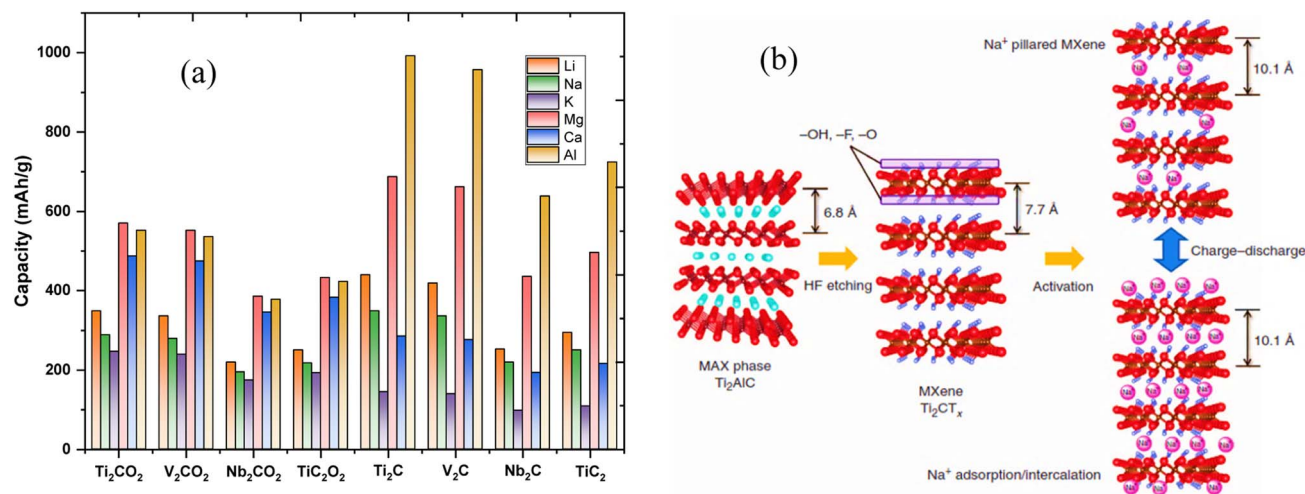 (a)
Capacity (mAh/g)
1000
800
600
400
200
0
Li
Na
K
Mg
Ca
Al
Ti₂CO₂ V₂CO₂ Nb₂CO₂ TiC₂O₂ Ti₂C V₂C Nb₂C TiC₂
(b)
Na⁺ pillared MXene
10.1 Å
–OH, –F, –O
6.8 Å
7.7 Å
HF etching
Activation
Charge–discharge
MAX phase
Ti₂AlC
MXene
Ti₂CTₓ
10.1 Å
Na⁺ adsorption/intercalation